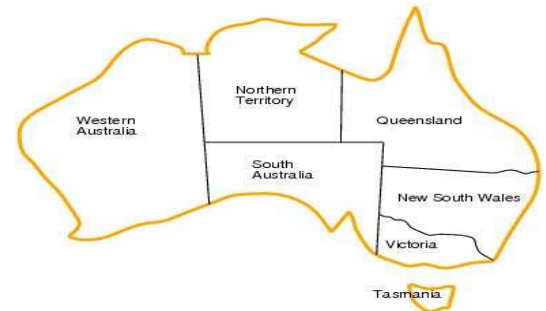 Northern
Territory
Western
Australia
Queensland
South
Australia
New South Wales
Victoria
Tasmania